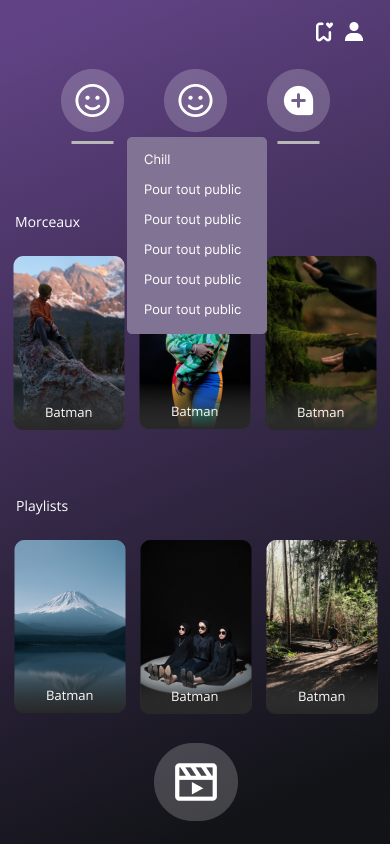 Chill
Pour tout public
Pour tout public
Pour tout public
Pour tout public
Pour tout public
Morceaux
Batman
Batman
Batman
Playlists
Batman
Batman
Batman